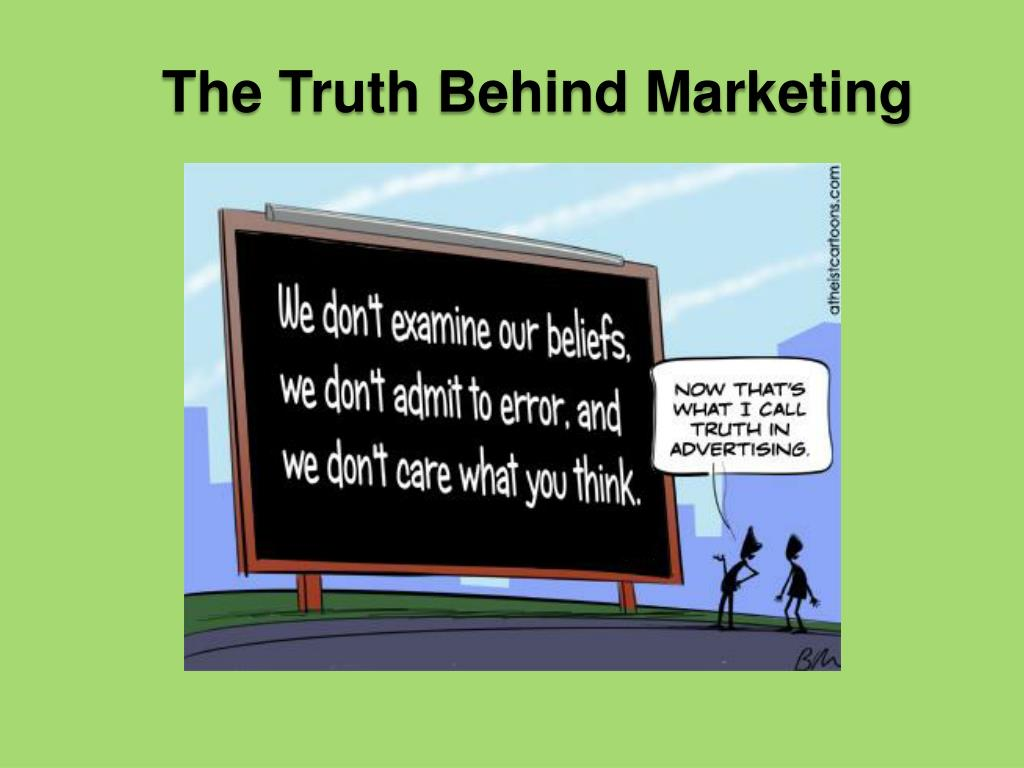 The Truth Behind Marketing
atheistcartoons.com
We don't examine our beliefs,
we don't admit to error, and
we don't care what you think.
NOW THAT'S
WHAT I CALL
TRUTH IN
ADVERTISING.
BM